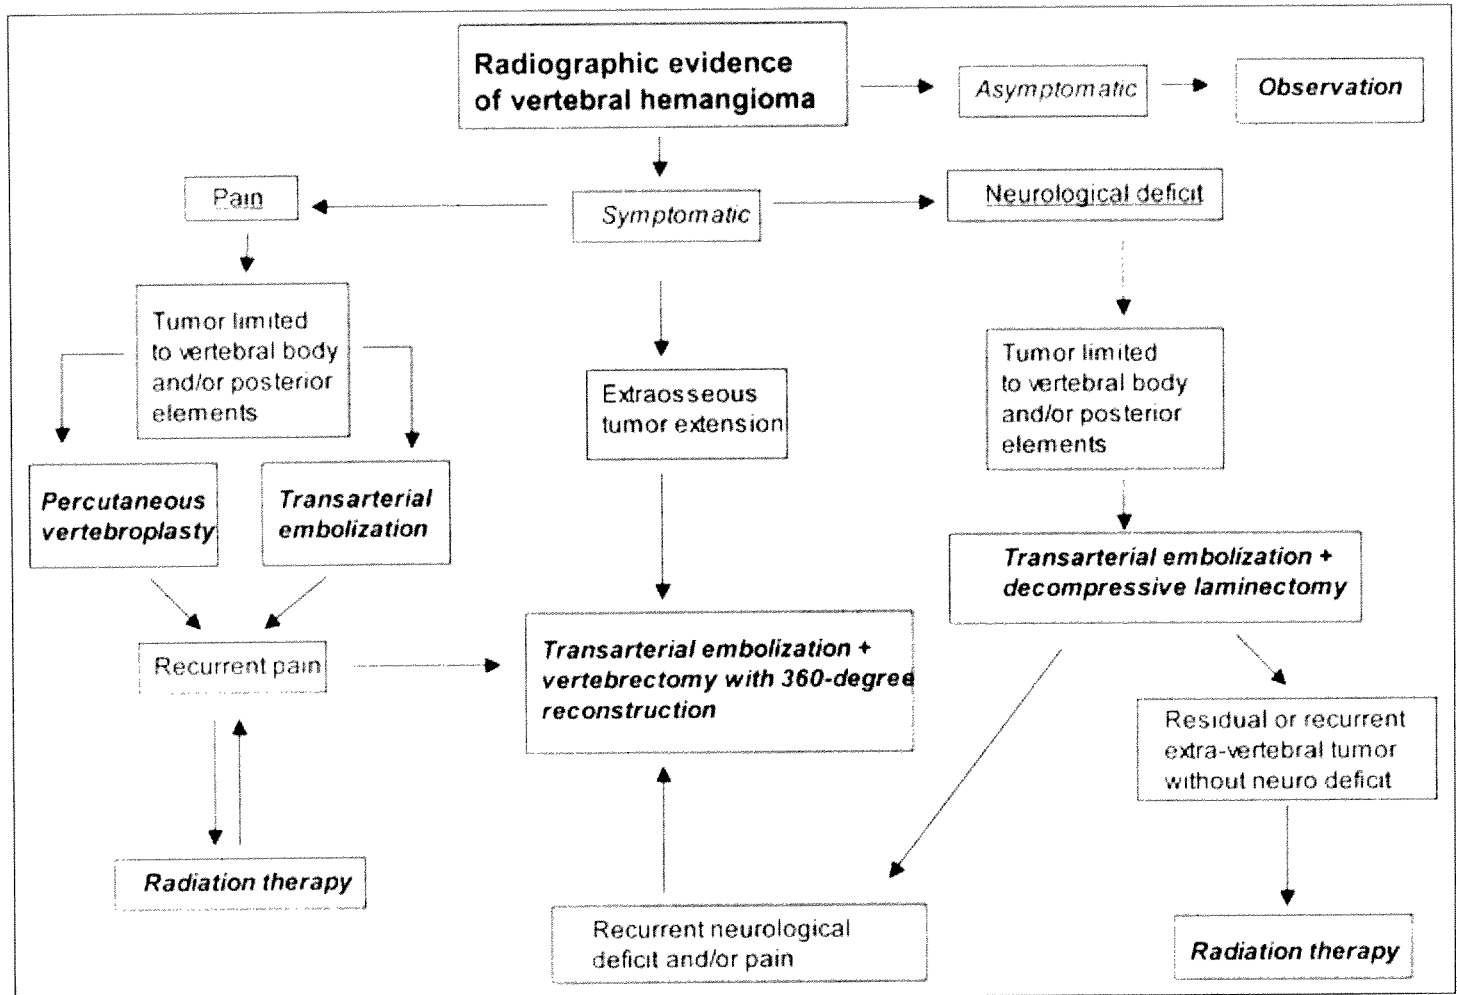 Radiographic evidence
of vertebral hemangioma
Asymptomatic
Observation
Pain
Symptomatic
Neurological deficit
Tumor limited
to vertebral body
and/or posterior
elements
Extraosseous
tumor extension
Tumor limited
to vertebral body
and/or posterior
elements
Percutaneous
vertebroplasty
Transarterial
embolization
Transarterial embolization +
decompressive laminectomy
Recurrent pain
Transarterial embolization +
vertebrectomy with 360-degree
reconstruction
Residual or recurrent
extra-vertebral tumor
without neuro deficit
Radiation therapy
Recurrent neurological
deficit and/or pain
Radiation therapy